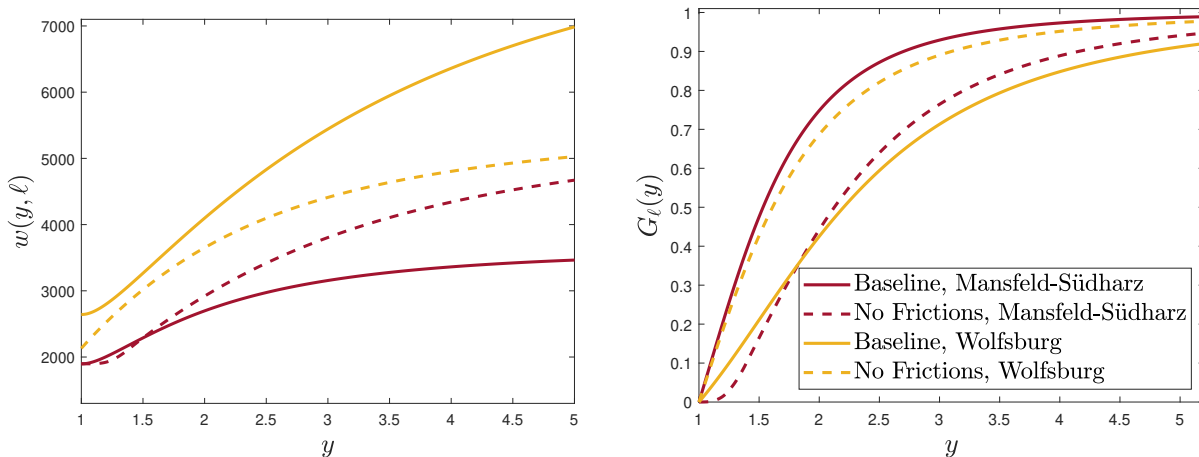 7000
6000
5000
4000
3000
2000
w(y, ℓ)
1 1.5 2 2.5 3 3.5 4 4.5 5
y
1
0.9
0.8
0.7
0.6
0.5
0.4
0.3
0.2
0.1
0
G_ℓ(y)
Baseline, Mansfeld-Südharz
No Frictions, Mansfeld-Südharz
Baseline, Wolfsburg
No Frictions, Wolfsburg
1 1.5 2 2.5 3 3.5 4 4.5 5
y